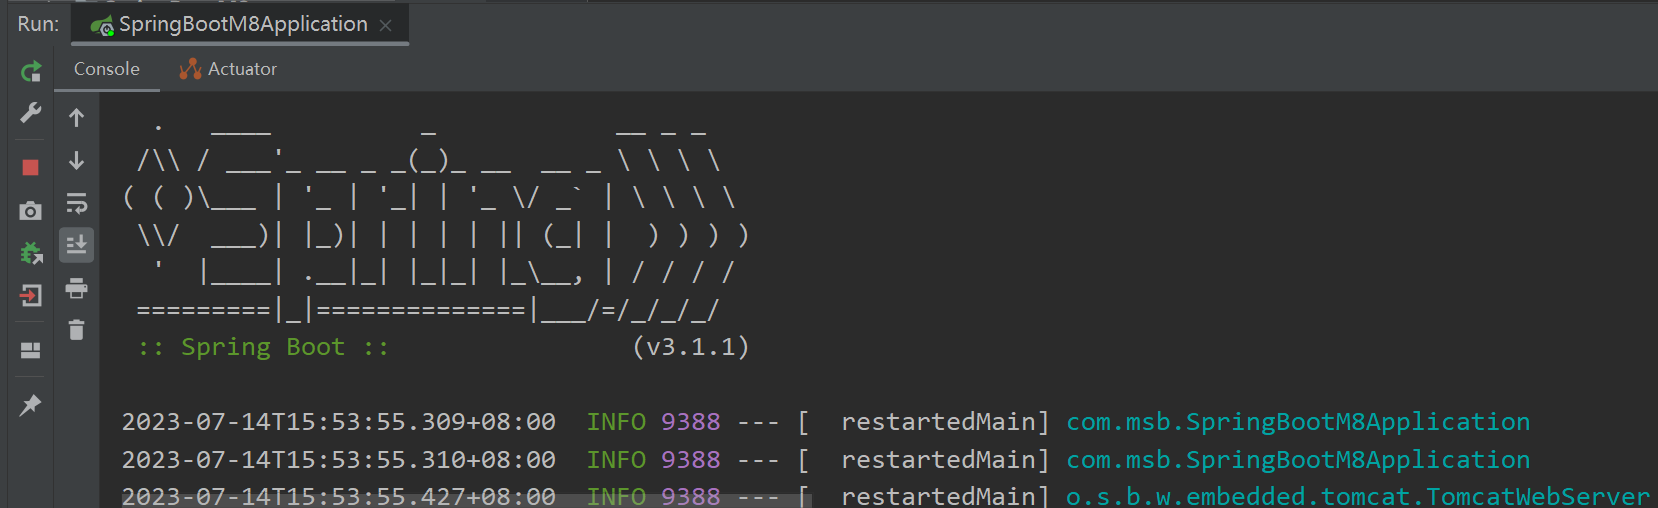 Run: SpringBootM8Application
Console Actuator
  .   ____          _            __ _ _
 /\\ / ___'_ __ _ _(_)_ __  __ _ \ \ \ \
( ( )\___ | '_ | '_| | '_ \/ _` | \ \ \ \
 \\/  ___)| |_)| | | | | || (_| |  ) ) ) )
  '  |____| .__|_| |_|_| |_\__, | / / / /
 =========|_|==============|___/=/_/_/_/
 :: Spring Boot ::                (v3.1.1)
2023-07-14T15:53:55.309+08:00  INFO 9388 --- [  restartedMain] com.msb.SpringBootM8Application
2023-07-14T15:53:55.310+08:00  INFO 9388 --- [  restartedMain] com.msb.SpringBootM8Application
2023-07-14T15:53:55.427+08:00  INFO 9388 --- [  restartedMain] o.s.b.w.embedded.tomcat.TomcatWebServer